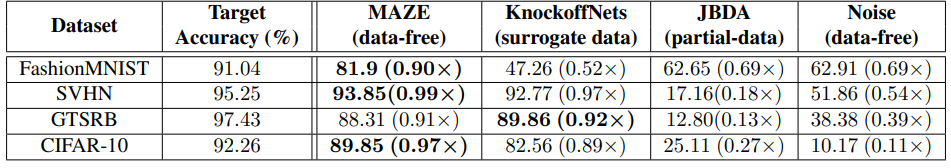 Dataset Target Accuracy (%) MAZE (data-free) KnockoffNets (surrogate data) JBDA (partial-data) Noise (data-free)
FashionMNIST 91.04 81.9 (0.90×) 47.26 (0.52×) 62.65 (0.69×) 62.91 (0.69×)
SVHN 95.25 93.85(0.99×) 92.77 (0.97×) 17.16(0.18×) 51.86 (0.54×)
GTSRB 97.43 88.31 (0.91×) 89.86 (0.92×) 12.80(0.13×) 38.38 (0.39×)
CIFAR-10 92.26 89.85 (0.97×) 82.56 (0.89×) 25.11 (0.27×) 10.17 (0.11×)